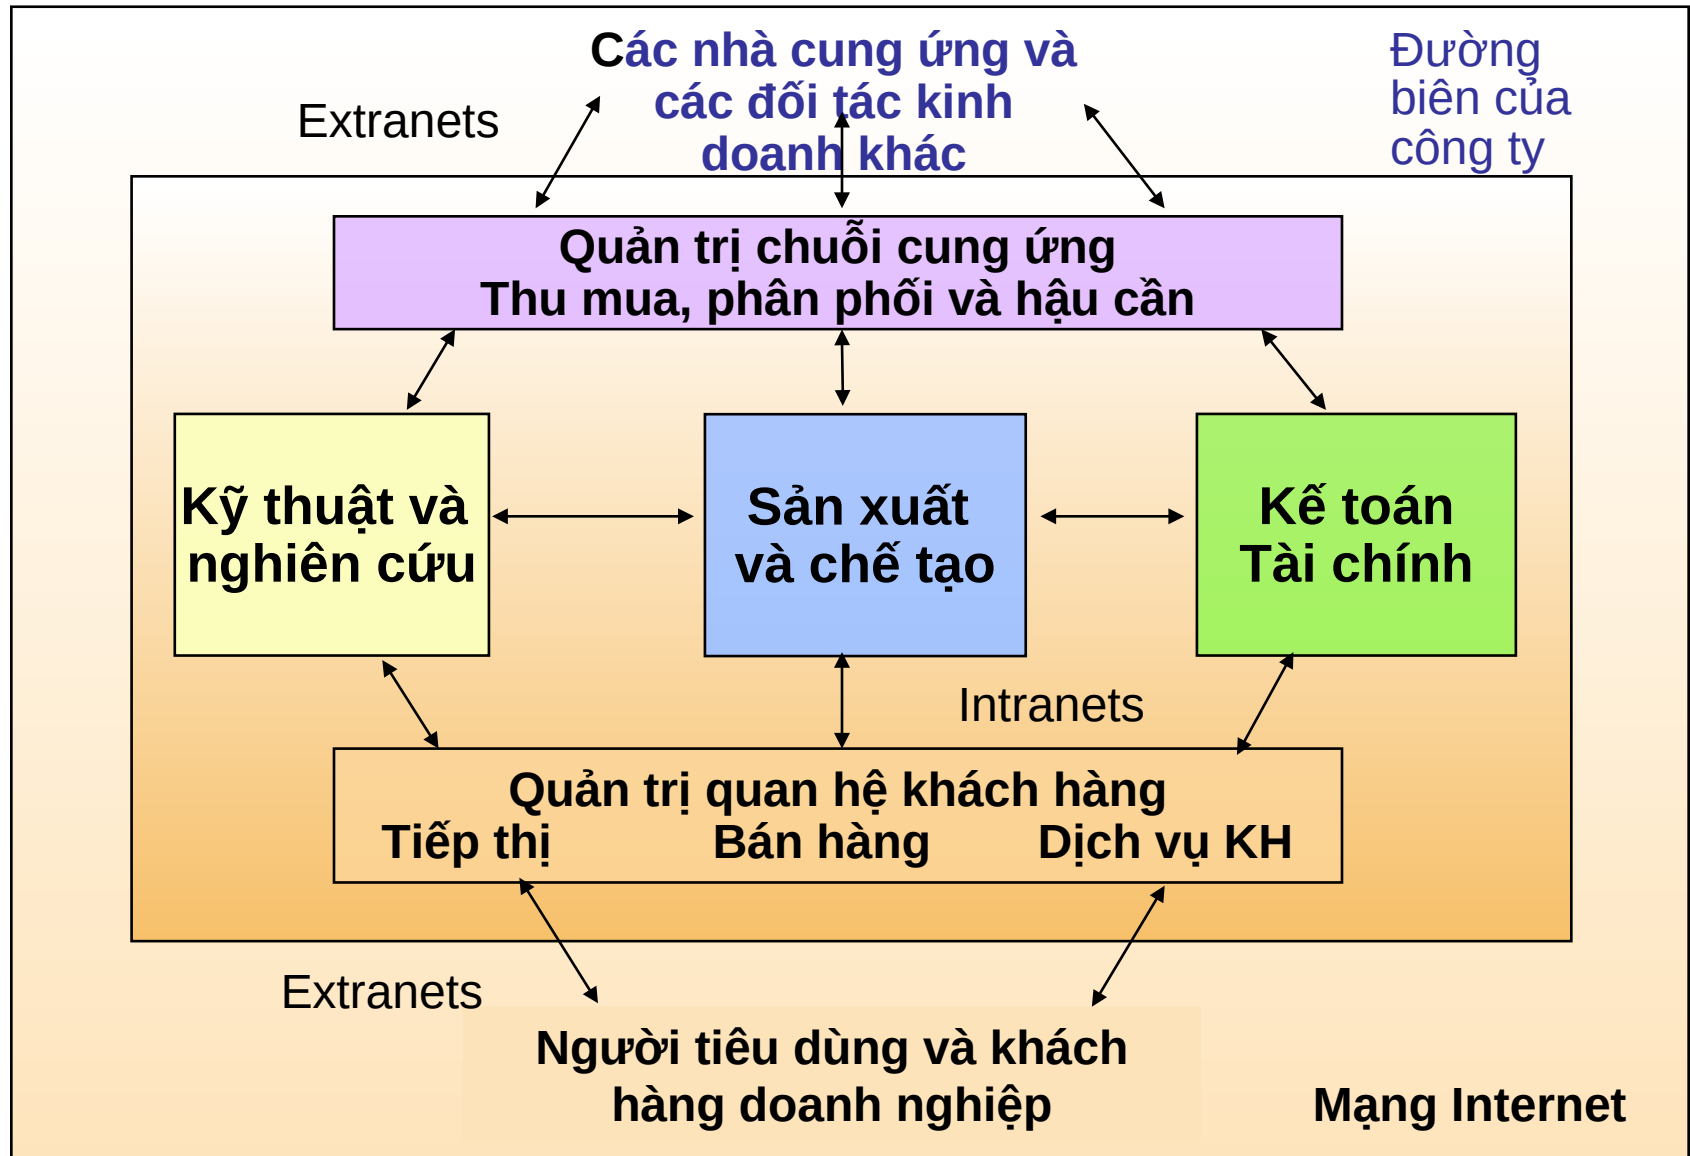 Các nhà cung ứng và
các đối tác kinh
doanh khác
Đường
biên của
công ty
Extranets
Quản trị chuỗi cung ứng
Thu mua, phân phối và hậu cần
Kỹ thuật và
nghiên cứu
Sản xuất
và chế tạo
Kế toán
Tài chính
Intranets
Quản trị quan hệ khách hàng
Tiếp thị Bán hàng Dịch vụ KH
Extranets
Người tiêu dùng và khách
hàng doanh nghiệp
Mạng Internet